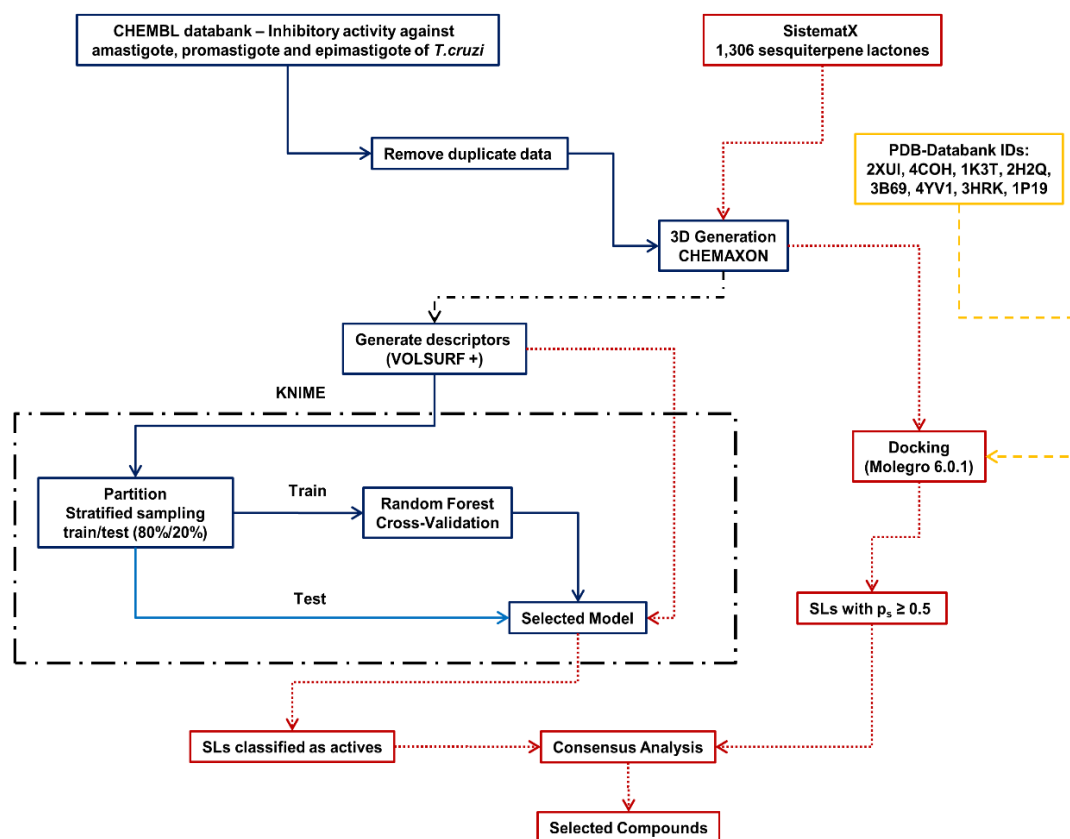 CHEMBL databank – Inhibitory activity against
amastigote, promastigote and epimastigote of T.cruzi
SistematX
1,306 sesquiterpene lactones
Remove duplicate data
PDB-Databank IDs:
2XUI, 4COH, 1K3T, 2H2Q,
3B69, 4YV1, 3HRK, 1P19
3D Generation
CHEMAXON
Generate descriptors
(VOLSURF +)
KNIME
Docking
(Molegro 6.0.1)
Partition
Stratified sampling
train/test (80%/20%)
Train
Random Forest
Cross-Validation
Test
Selected Model
SLs with ps ≥ 0.5
SLs classified as actives
Consensus Analysis
Selected Compounds